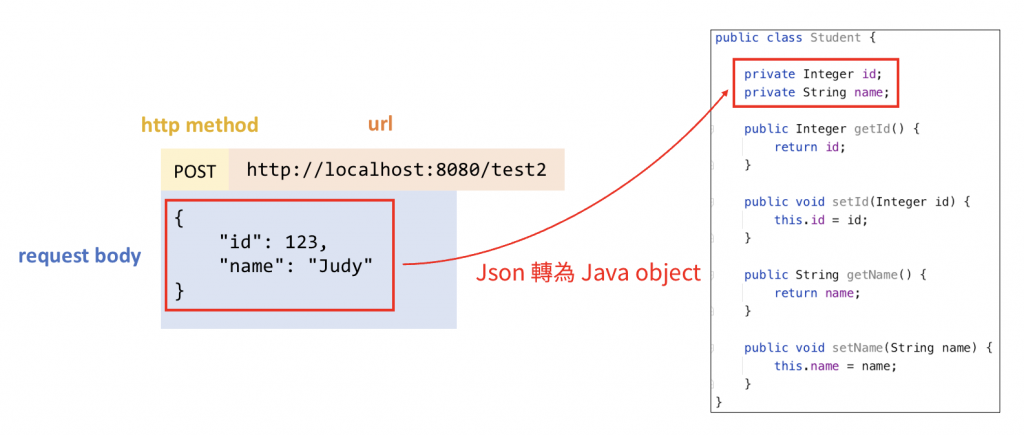 http method
url
POST http://localhost:8080/test2
request body
{
"id": 123,
"name": "Judy"
}
Json 轉為 Java object
public class Student {
private Integer id;
private String name;
public Integer getId() {
return id;
}
public void setId(Integer id) {
this.id = id;
}
public String getName() {
return name;
}
public void setName(String name) {
this.name = name;
}
}